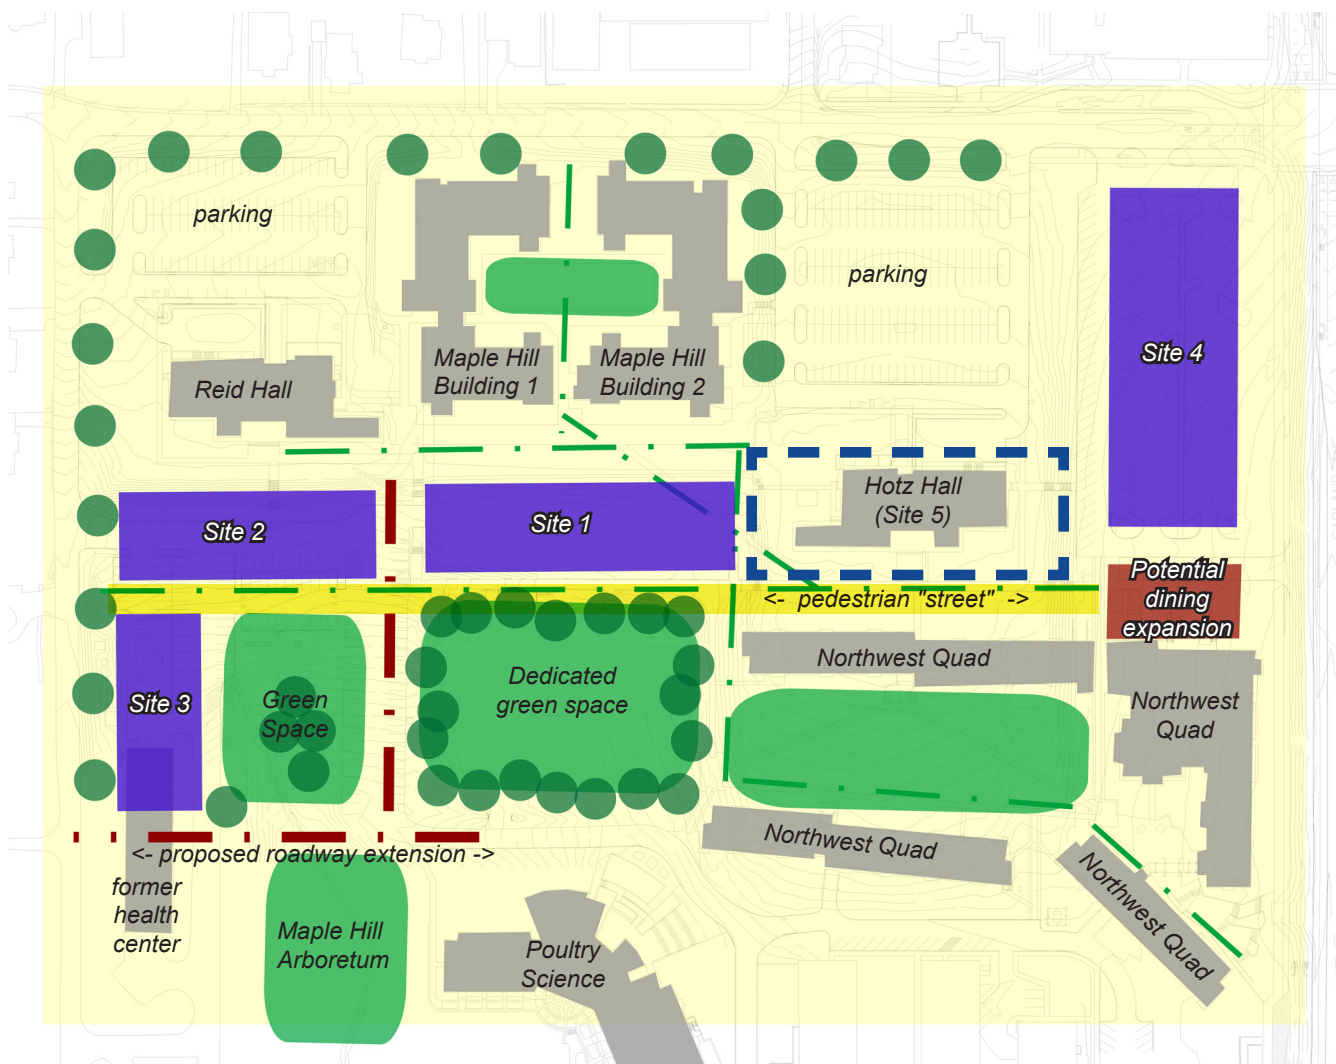 parking
parking
Maple Hill
Building 1
Maple Hill
Building 2
Site 4
Reid Hall
Hotz Hall
(Site 5)
Site 2
Site 1
Potential
dining
expansion
<- pedestrian "street" ->
Northwest Quad
Site 3
Green
Space
Dedicated
green space
Northwest
Quad
Northwest Quad
<- proposed roadway extension ->
former
health
center
Maple Hill
Arboretum
Poultry
Science
Northwest Quad